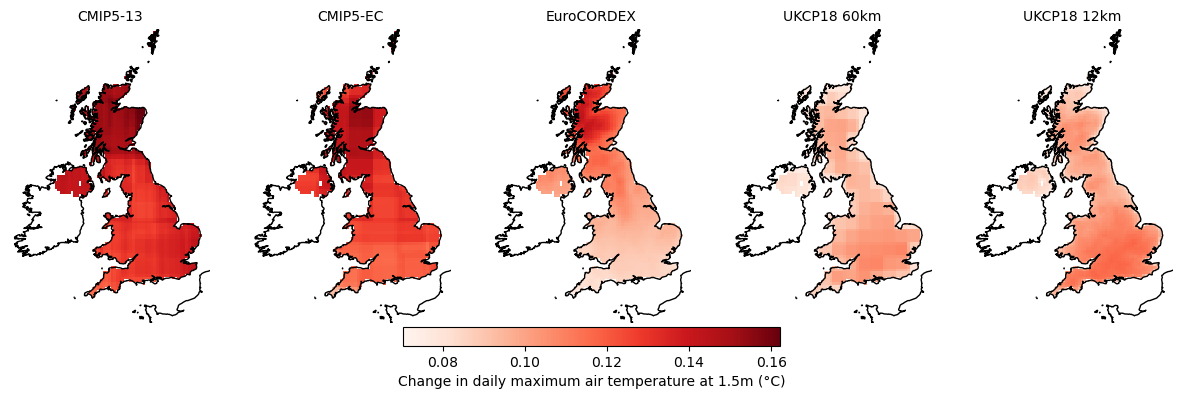 CMIP5-13 CMIP5-EC EuroCORDEX UKCP18 60km UKCP18 12km
0.08 0.10 0.12 0.14 0.16
Change in daily maximum air temperature at 1.5m (°C)